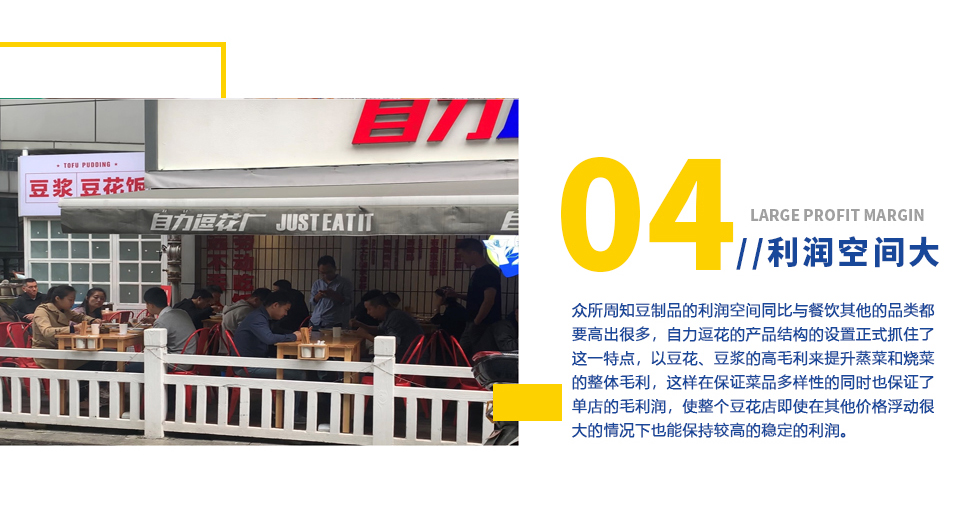 自力
TOFU PUDDING
豆浆 豆花饭
自力逗花厂 JUST EAT IT
自
04
LARGE PROFIT MARGIN
//利润空间大
众所周知豆制品的利润空间同比与餐饮其他的品类都
要高出很多，自力逗花的产品结构的设置正式抓住了
这一特点，以豆花、豆浆的高毛利来提升蒸菜和烧菜
的整体毛利，这样在保证菜品多样性的同时也保证了
单店的毛利润，使整个豆花店即使在其他价格浮动很
大的情况下也能保持较高的稳定的利润。